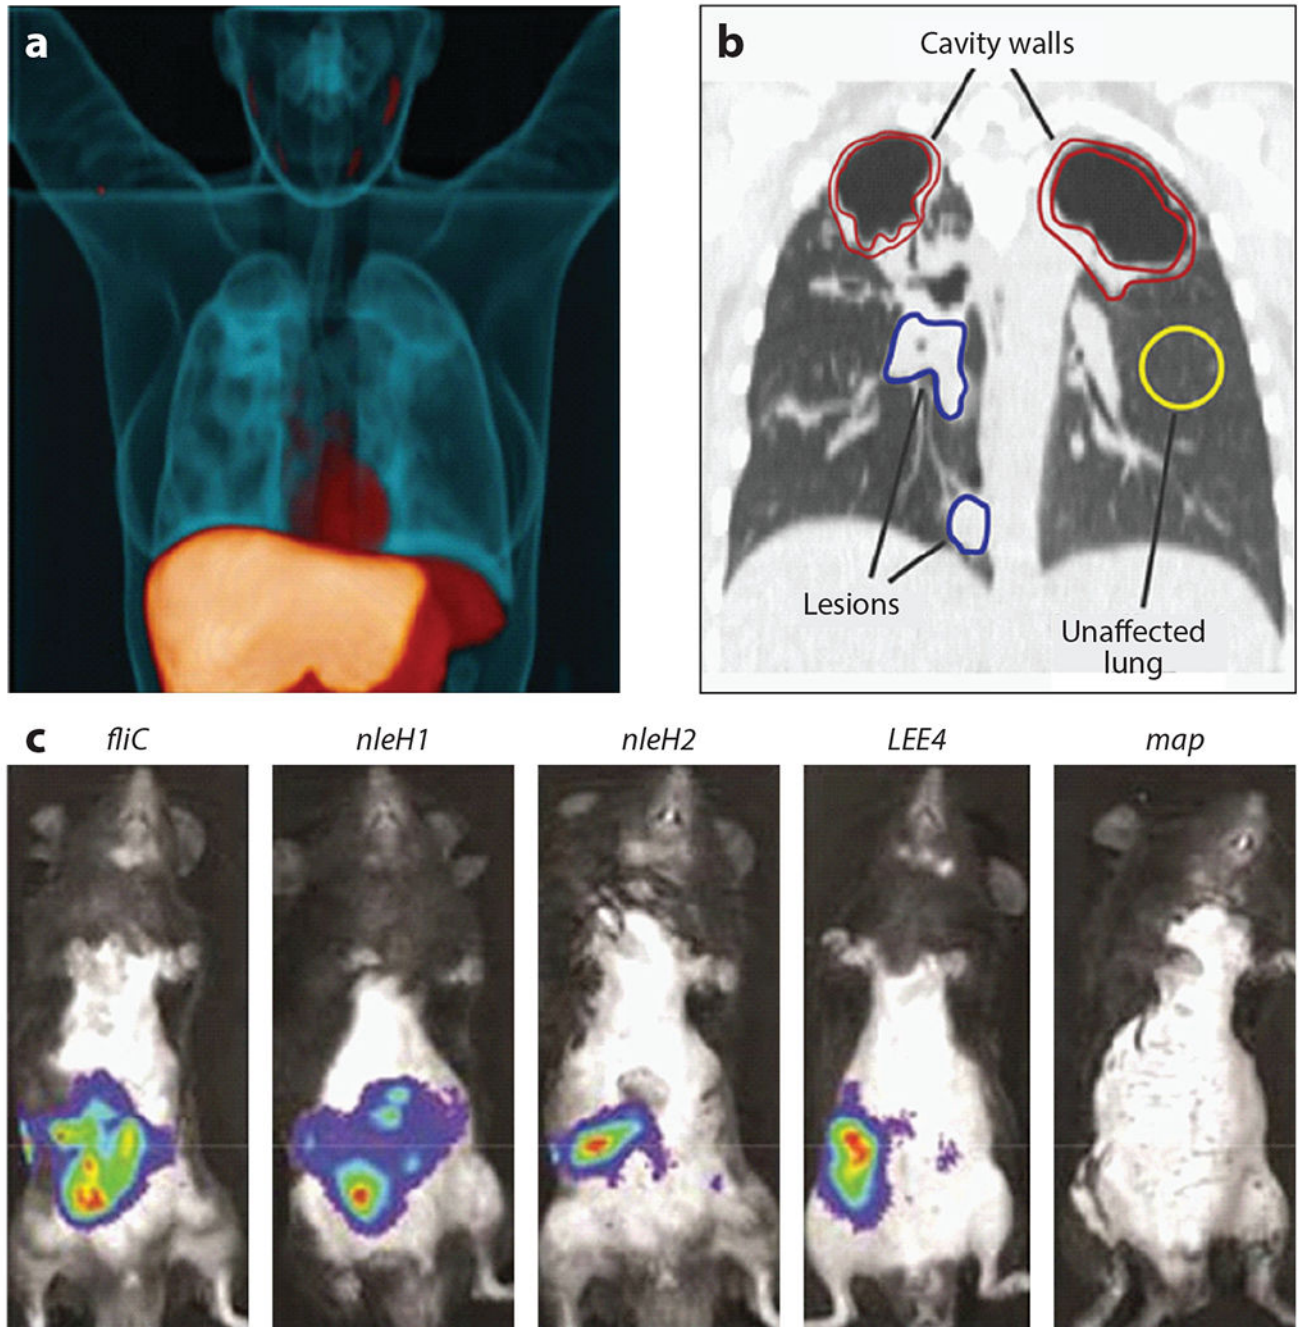 a
b
Cavity walls
Lesions
Unaffected
lung
c
fliC
nleH1
nleH2
LEE4
map